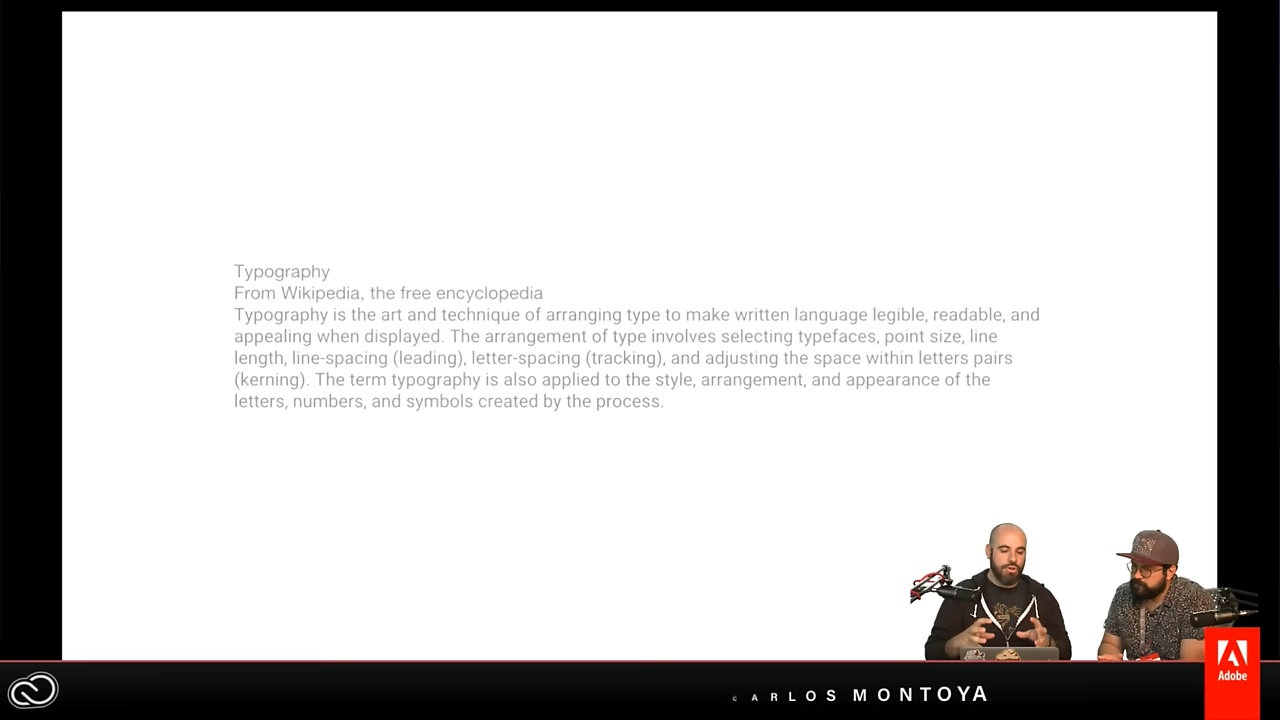 Typography
From Wikipedia, the free encyclopedia
Typography is the art and technique of arranging type to make written language legible, readable, and
appealing when displayed. The arrangement of type involves selecting typefaces, point size, line
length, line-spacing (leading), letter-spacing (tracking), and adjusting the space within letters pairs
(kerning). The term typography is also applied to the style, arrangement, and appearance of the
letters, numbers, and symbols created by the process.
CARLOS MONTOYA
Adobe